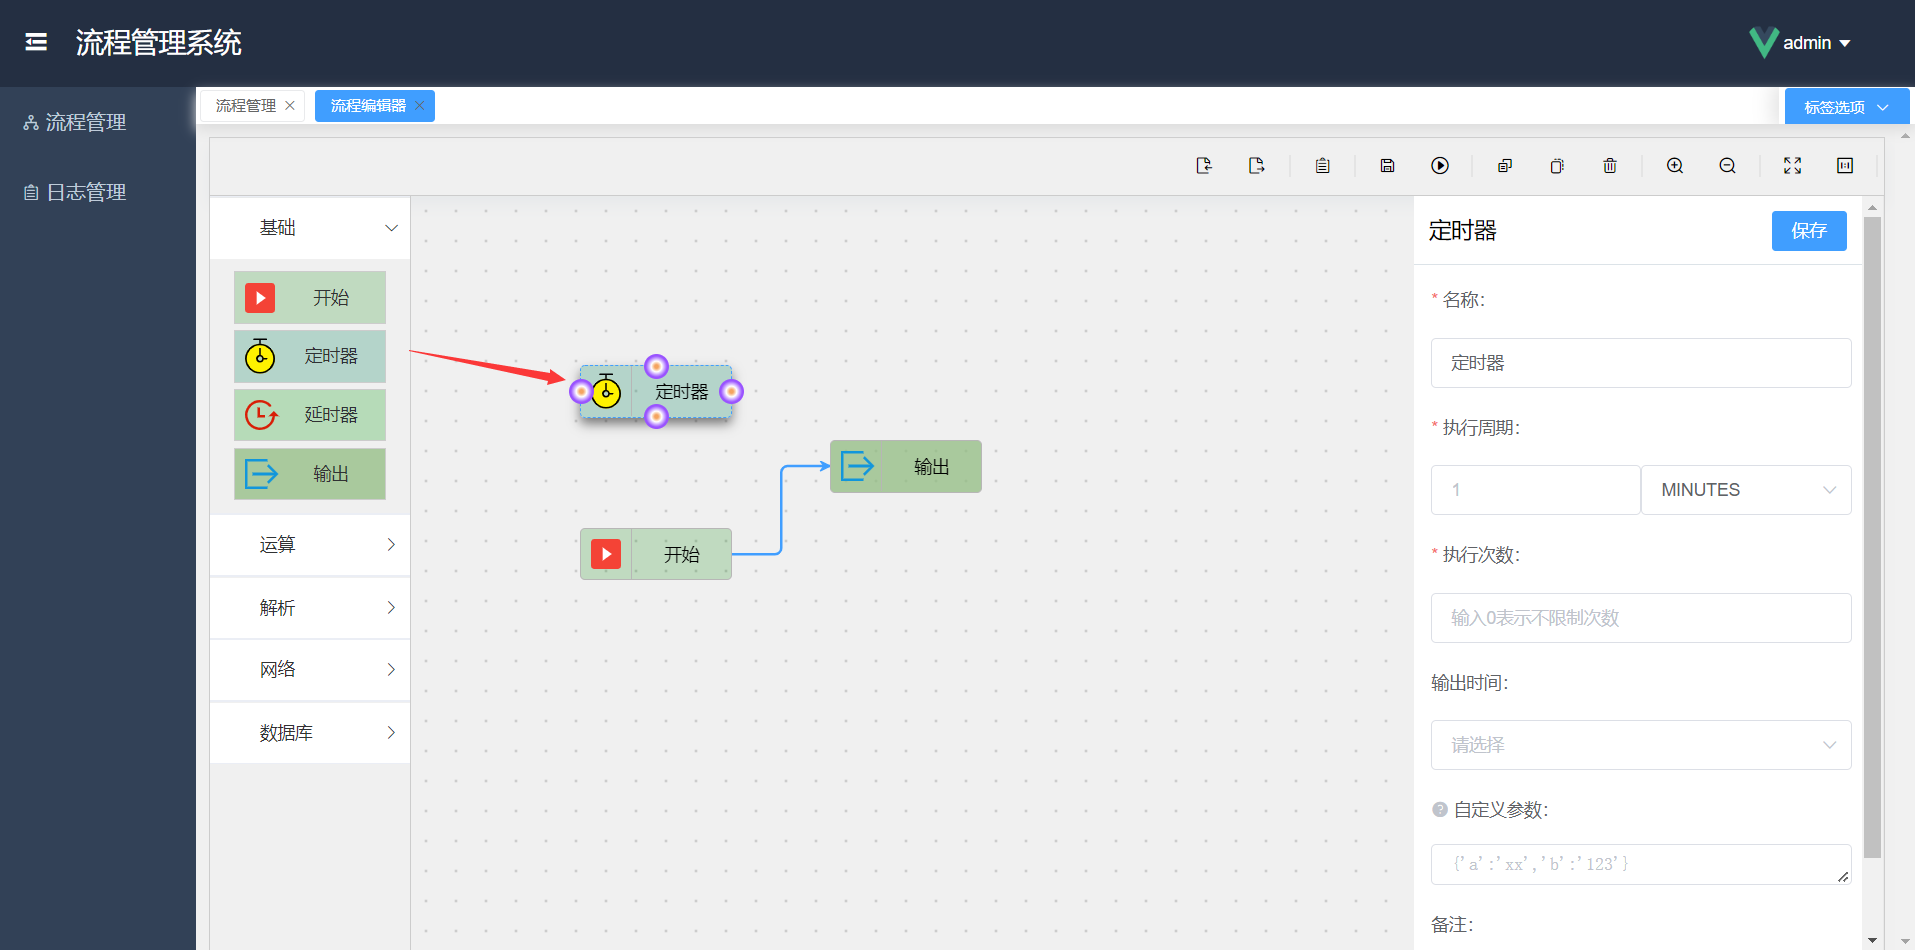 流程管理系统
admin
流程管理
日志管理
流程管理
流程编辑器
标签选项
基础
开始
定时器
延时器
输出
运算
解析
网络
数据库
定时器
输出
开始
定时器
保存
* 名称:
定时器
* 执行周期:
1
MINUTES
* 执行次数:
输入0表示不限制次数
输出时间:
请选择
? 自定义参数:
{'a':'xx','b':'123'}
备注: